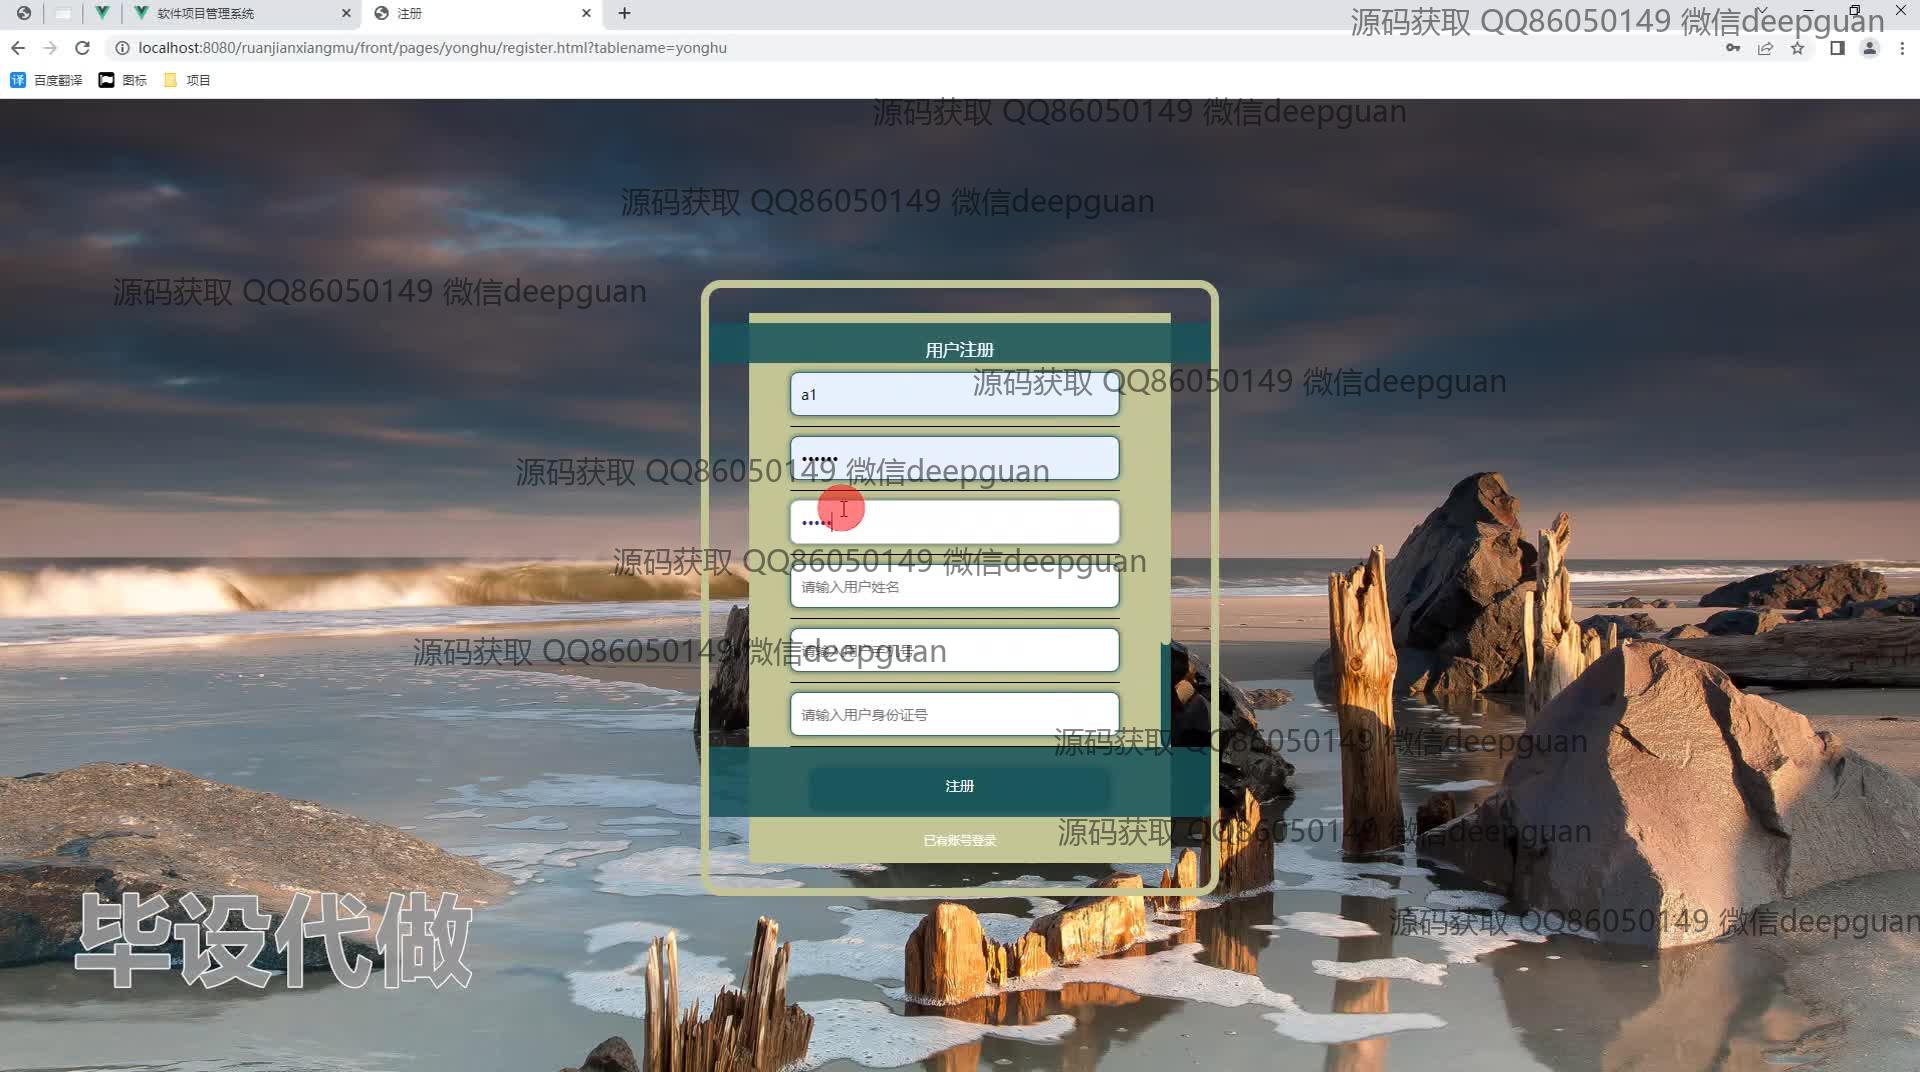 软件项目管理系统
注册
源码获取 QQ86050149 微信deepguan
localhost:8080/ruanjianxiangmu/front/pages/yonghu/register.html?tablename=yonghu
译 百度翻译
图标
项目
源码获取 QQ86050149 微信deepguan
源码获取 QQ86050149 微信deepguan
源码获取 QQ86050149 微信deepguan
用户注册
源码获取 QQ86050149 微信deepguan
a1
源码获取 QQ86050149 微信deepguan
源码获取 QQ86050149 微信deepguan
请输入用户姓名
源码获取 QQ86050149 微信deepguan
请输入用户身份证号
源码获取 QQ86050149 微信deepguan
注册
源码获取 QQ86050149 微信deepguan
已有账号登录
源码获取 QQ86050149 微信deepguan
毕设代做